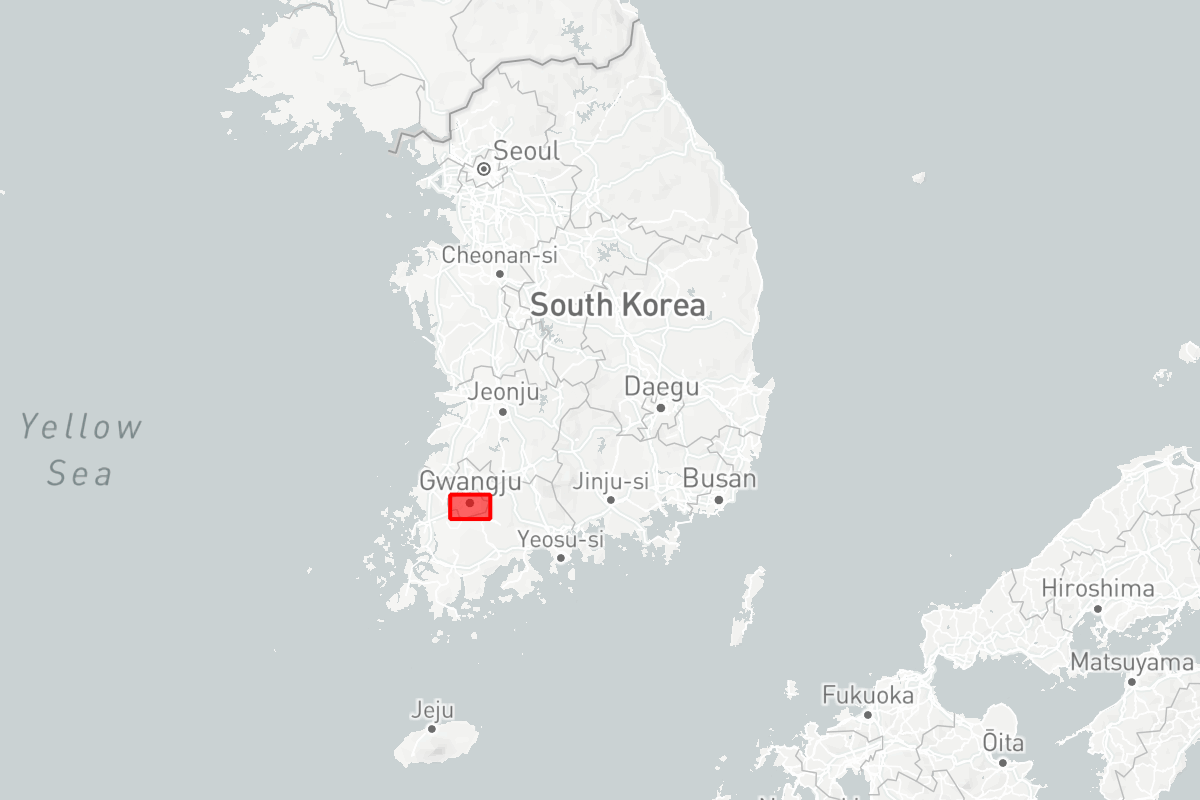 Seoul
Cheonan-si
South Korea
Jeonju
Daegu
Yellow
Sea
Gwangju
Jinju-si
Busan
Yeosu-si
Hiroshima
Matsuyama
Fukuoka
Jeju
Ōita